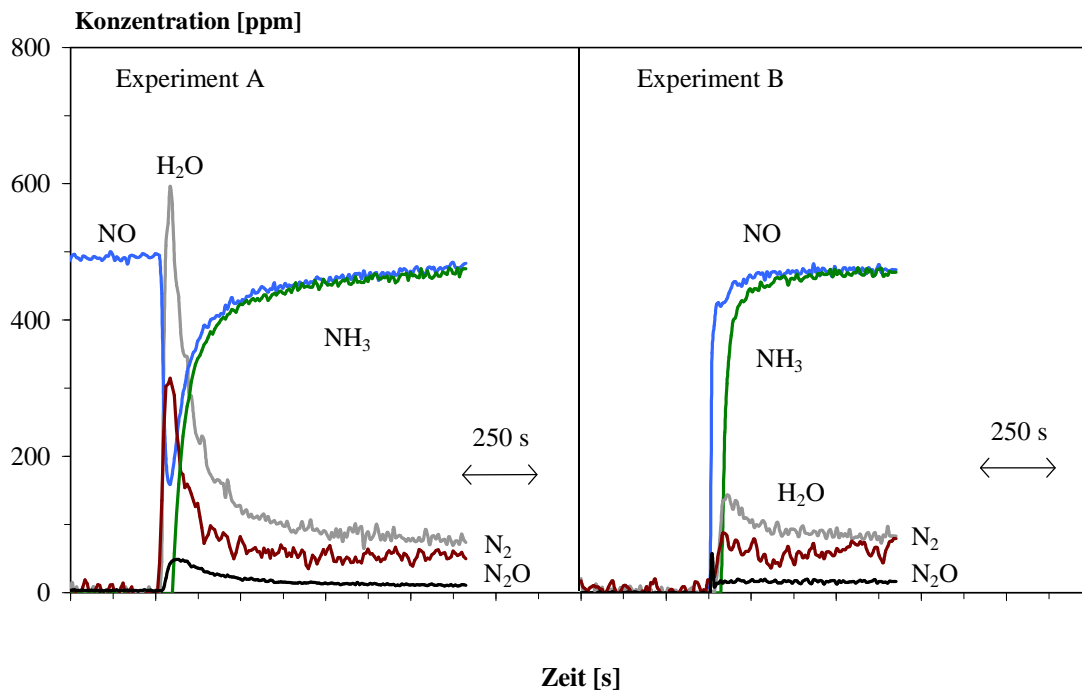 Konzentration [ppm]
800
600
400
200
0
Experiment A
H₂O
NO
NH₃
250 s
N₂
N₂O
Experiment B
NO
NH₃
250 s
H₂O
N₂
N₂O
Zeit [s]